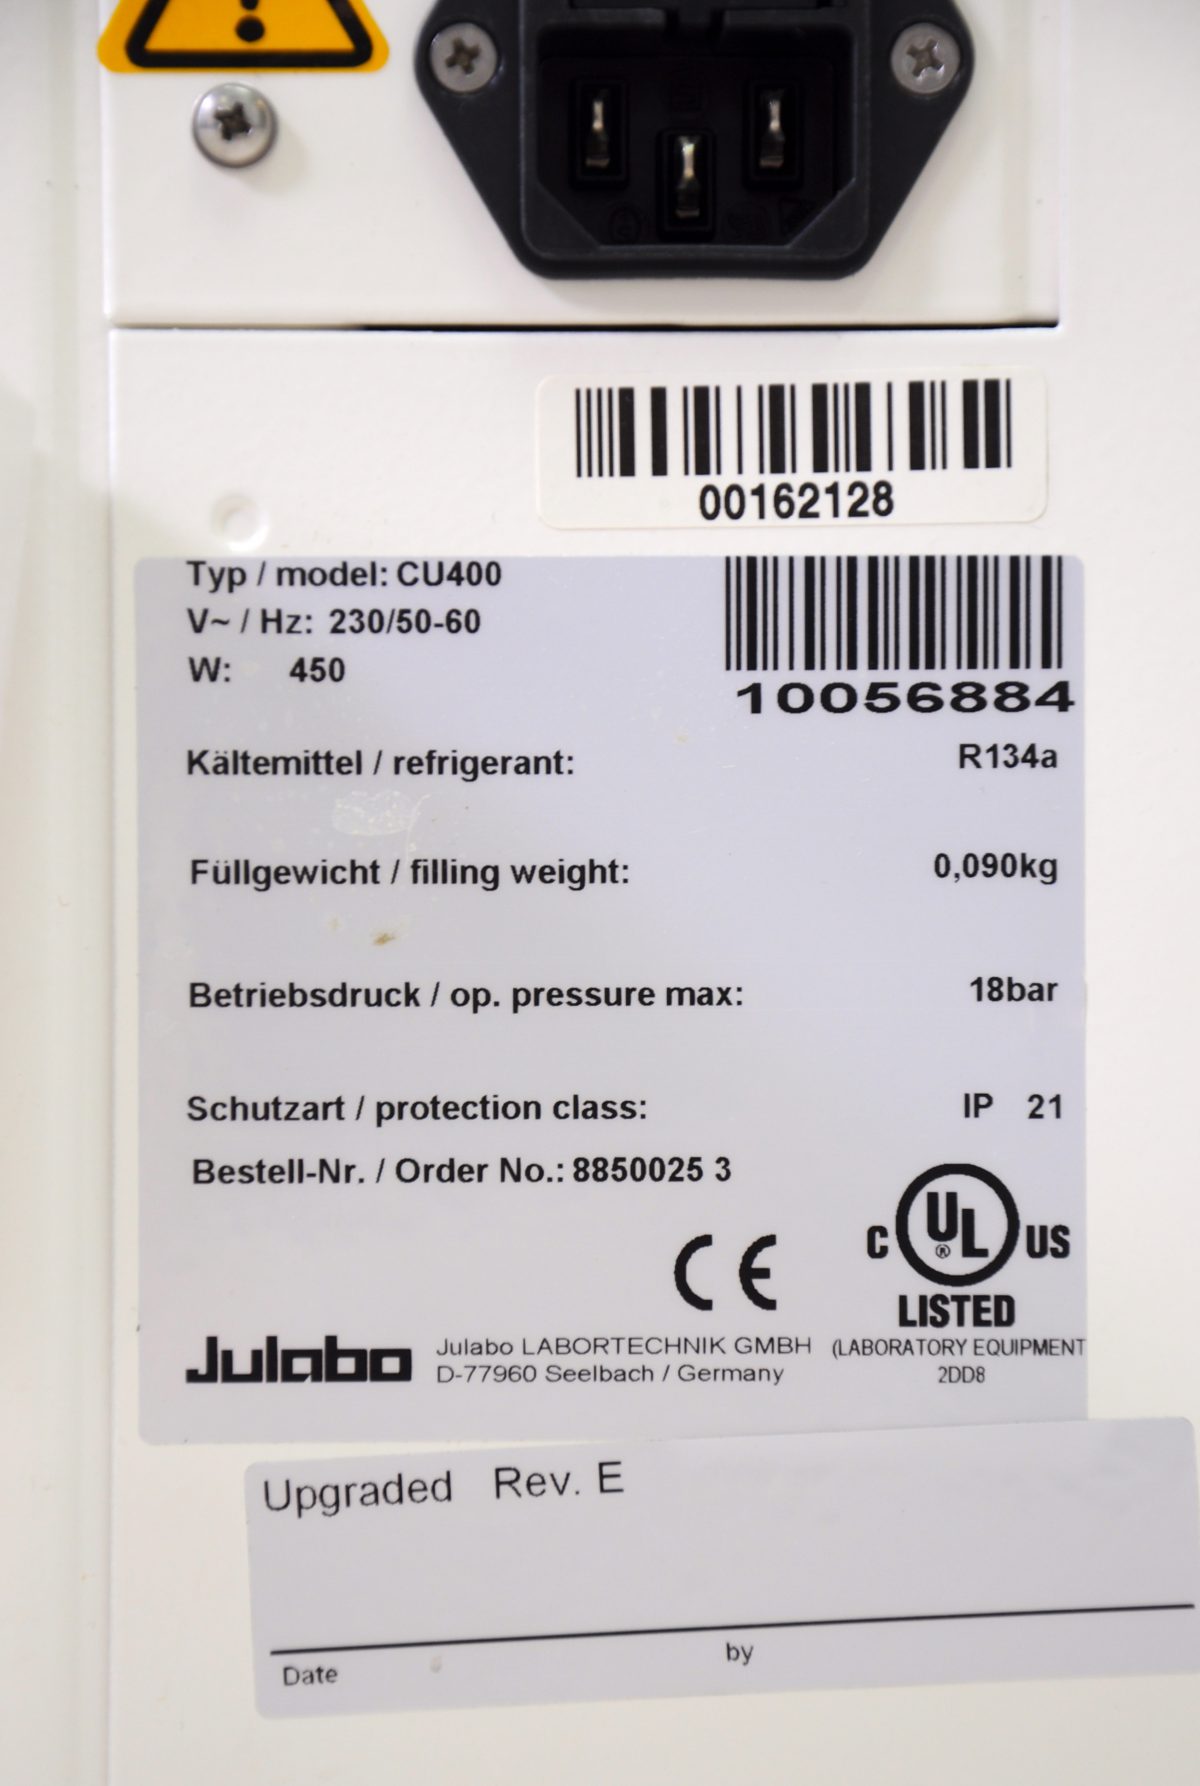 00162128
Typ / model: CU400
V~ / Hz: 230/50-60
W: 450
10056884
Kältemittel / refrigerant: R134a
Füllgewicht / filling weight: 0,090kg
Betriebsdruck / op. pressure max: 18bar
Schutzart / protection class: IP 21
Bestell-Nr. / Order No.: 8850025 3
CE
C UL ® US
LISTED
(LABORATORY EQUIPMENT
2DD8
Julabo
Julabo LABORTECHNIK GMBH
D-77960 Seelbach / Germany
Upgraded Rev. E
Date by